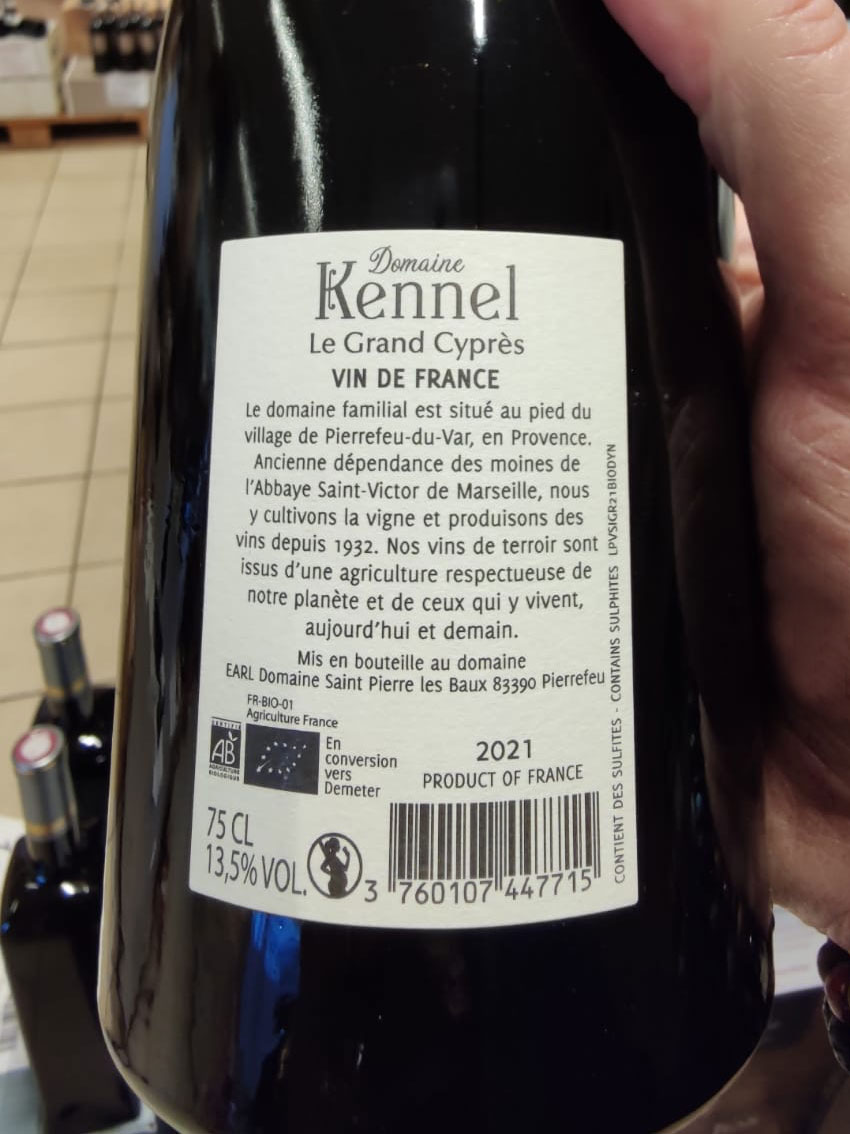 Domaine
Kennel
Le Grand Cyprès
VIN DE FRANCE
Le domaine familial est situé au pied du
village de Pierrefeu-du-Var, en Provence.
Ancienne dépendance des moines de
l'Abbaye Saint-Victor de Marseille, nous
y cultivons la vigne et produisons des
vins depuis 1932. Nos vins de terroir sont
issus d'une agriculture respectueuse de
notre planète et de ceux qui y vivent,
aujourd'hui et demain.
Mis en bouteille au domaine
EARL Domaine Saint Pierre les Baux 83390 Pierrefeu
FR-BIO-01
Agriculture France
CERTIFIÉ
AB
AGRICULTURE
BIOLOGIQUE
En
conversion
vers
Demeter
2021
PRODUCT OF FRANCE
75 CL
13,5% VOL.
3 760107 447715
CONTIENT DES SULFITES - CONTAINS SULPHITES LPVSIGR21BIODYN